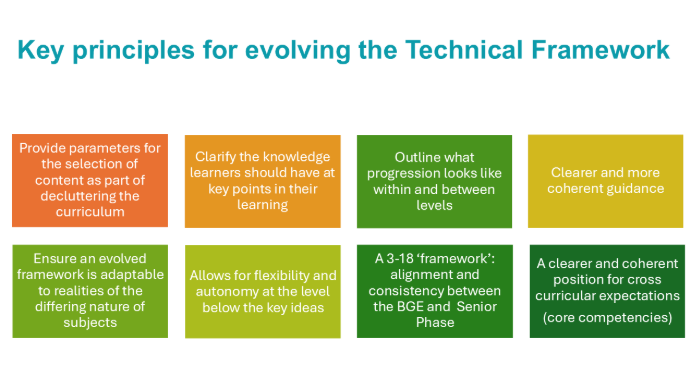 Key principles for evolving the Technical Framework
Provide parameters for
the selection of
content as part of
decluttering the
curriculum
Clarify the knowledge
learners should have at
key points in their
learning
Outline what
progression looks like
within and between
levels
Clearer and more
coherent guidance
Ensure an evolved
framework is adaptable
to realities of the
differing nature of
subjects
Allows for flexibility and
autonomy at the level
below the key ideas
A 3-18 ‘framework’:
alignment and
consistency between
the BGE and Senior
Phase
A clearer and coherent
position for cross
curricular expectations
(core competencies)